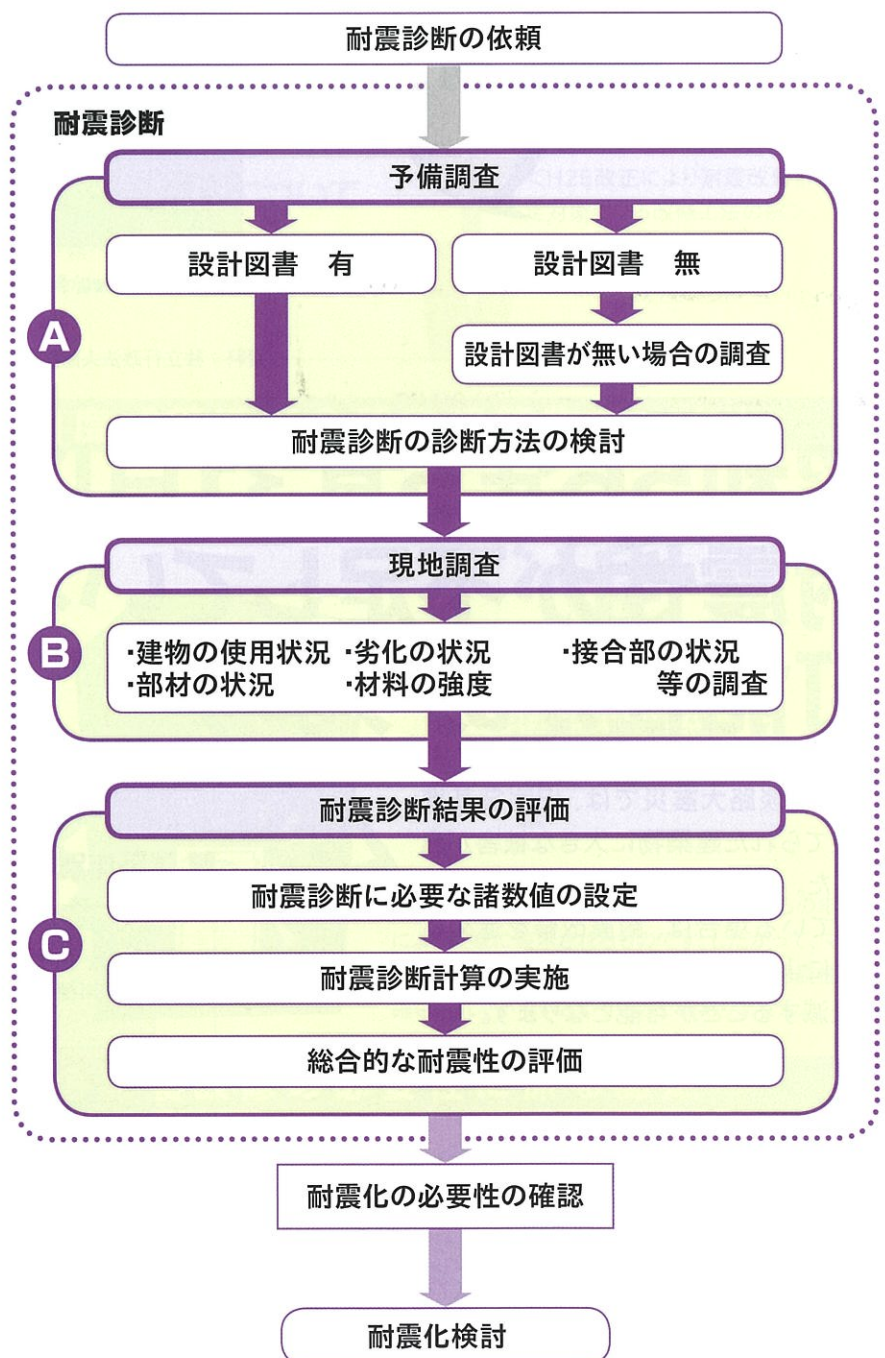 耐震診断の依頼
耐震診断
予備調査
設計図書 有
設計図書 無
A
設計図書が無い場合の調査
耐震診断の診断方法の検討
現地調査
B
・建物の使用状況 ・劣化の状況 ・接合部の状況
・部材の状況 ・材料の強度 等の調査
耐震診断結果の評価
耐震診断に必要な諸数値の設定
C
耐震診断計算の実施
総合的な耐震性の評価
耐震化の必要性の確認
耐震化検討